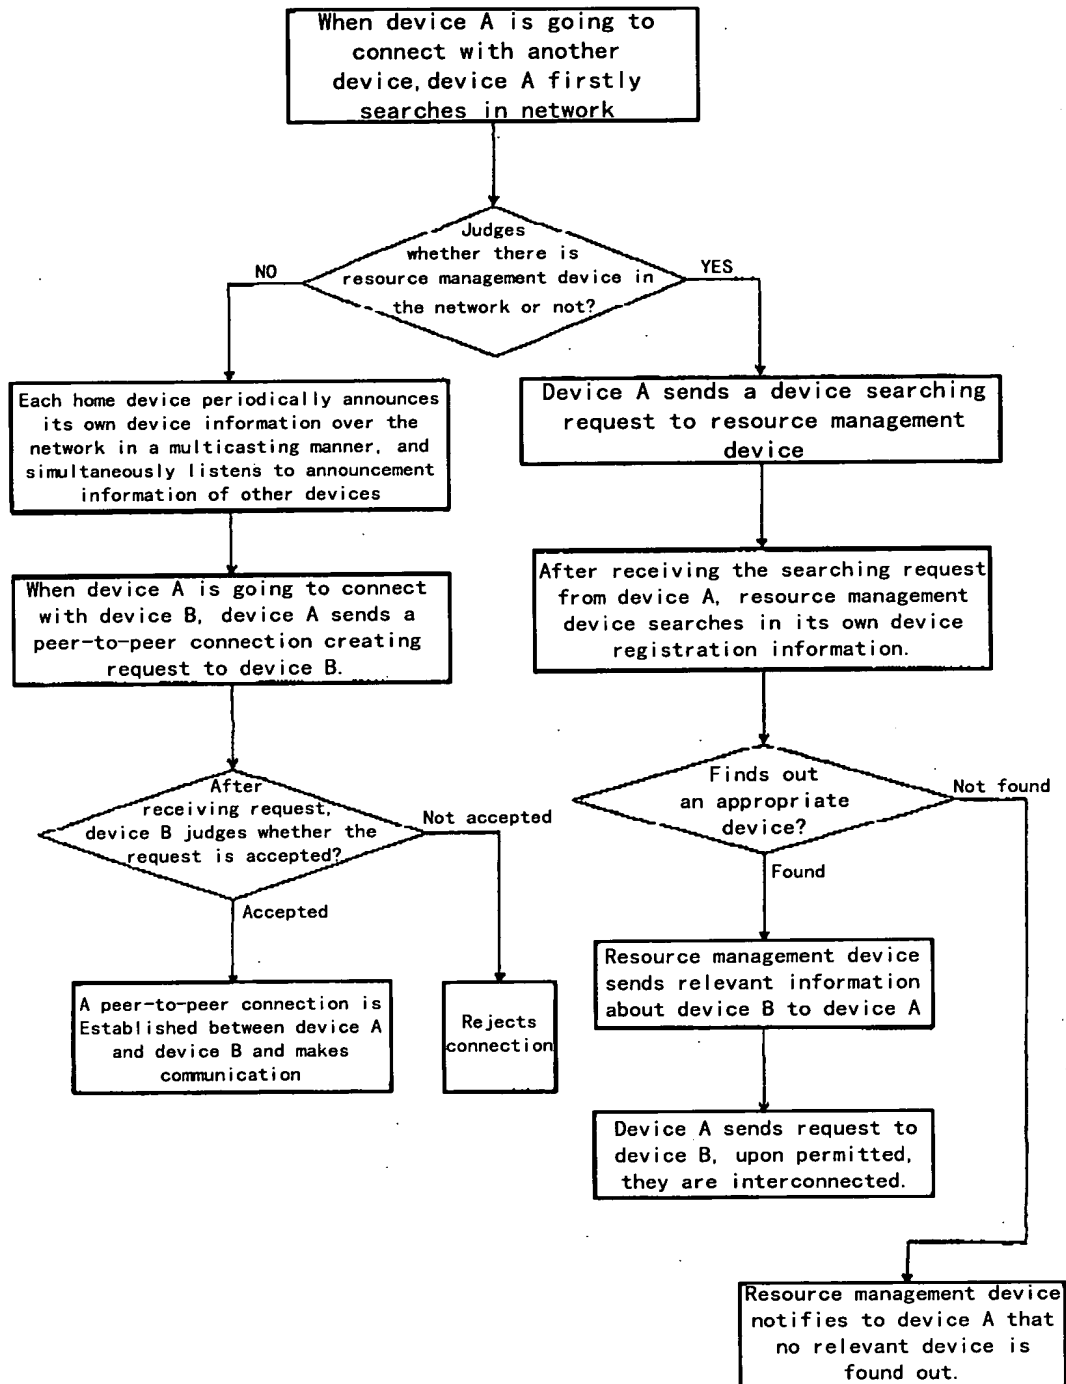 When device A is going to
connect with another
device, device A firstly
searches in network
Judges
whether there is
resource management device in
the network or not?
NO
YES
Each home device periodically announces
its own device information over the
network in a multicasting manner, and
simultaneously listens to announcement
information of other devices
Device A sends a device searching
request to resource management
device
When device A is going to connect
with device B, device A sends a
peer-to-peer connection creating
request to device B.
After receiving the searching request
from device A, resource management
device searches in its own device
registration information.
After
receiving request,
device B judges whether the
request is accepted?
Not accepted
Accepted
Finds out
an appropriate
device?
Not found
Found
A peer-to-peer connection is
Established between device A
and device B and makes
communication
Rejects
connection
Resource management device
sends relevant information
about device B to device A
Device A sends request to
device B, upon permitted,
they are interconnected.
Resource management device
notifies to device A that
no relevant device is
found out.